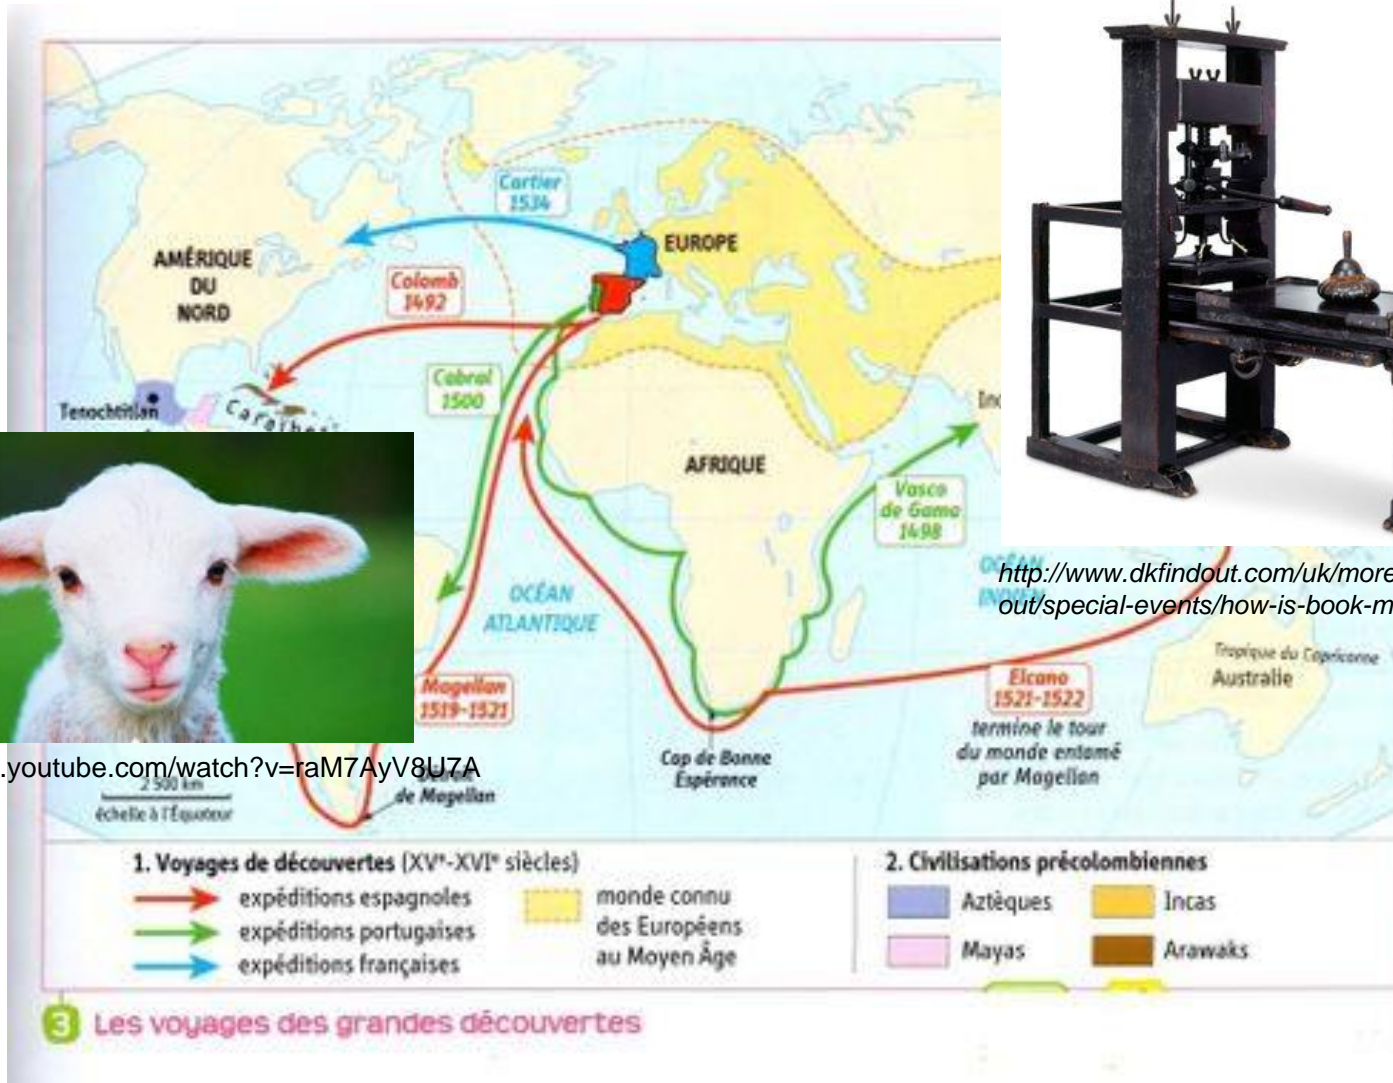 Cartier
1534
EUROPE
AMÉRIQUE
DU
NORD
Colomb
1492
Cabral
1500
Tenochtitlan
Caraïbes
AFRIQUE
Vasco
de Gama
1498
OCÉAN
ATLANTIQUE
OCÉAN
INDIEN
http://www.dkfindout.com/uk/more
out/special-events/how-is-book-m
Tropique du Capricorne
Australie
Magellan
1519-1521
Elcano
1521-1522
termine le tour
du monde entamé
par Magellan
Cap de Bonne
Espérance
.youtube.com/watch?v=raM7AyV8U7A
de Magellan
2 500 km
échelle à l'Équateur
1. Voyages de découvertes (XVe-XVIe siècles)
expéditions espagnoles
expéditions portugaises
expéditions françaises
monde connu
des Européens
au Moyen Âge
2. Civilisations précolombiennes
Aztèques
Incas
Mayas
Arawaks
3 Les voyages des grandes découvertes